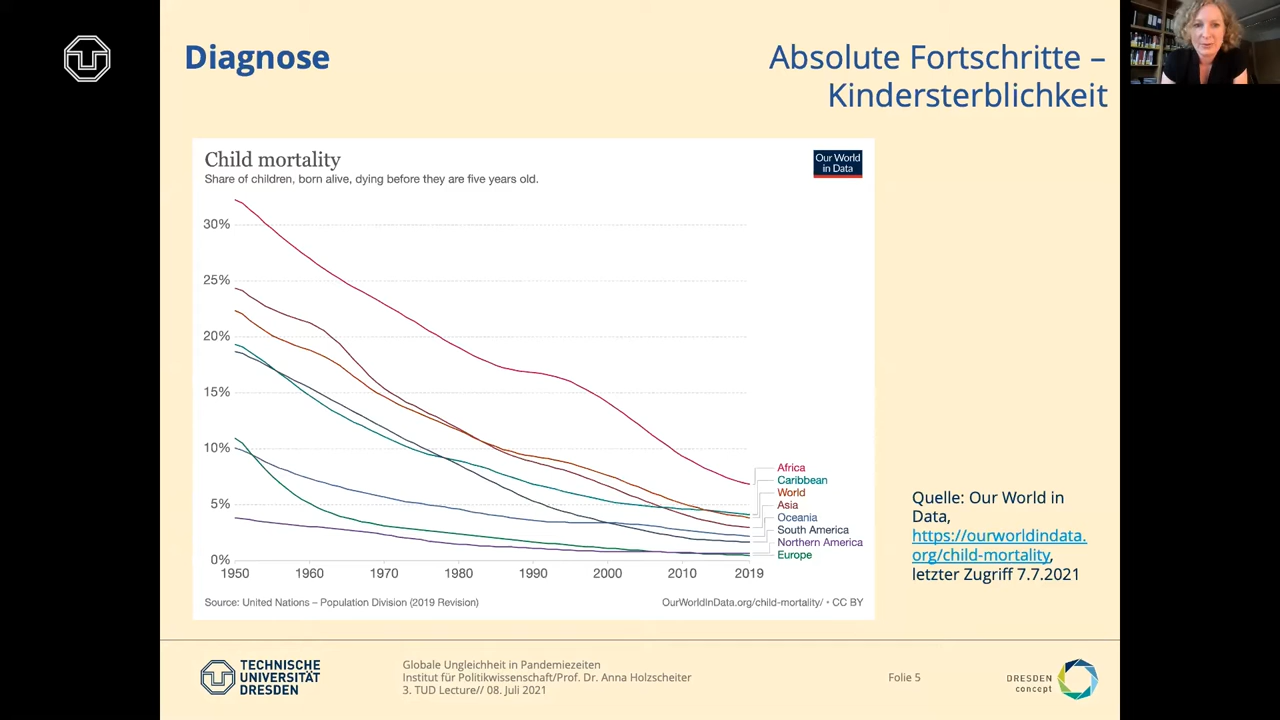 Diagnose
Absolute Fortschritte –
Kindersterblichkeit
Child mortality
Share of children, born alive, dying before they are five years old.
Our World
in Data
30%
25%
20%
15%
10%
5%
0%
1950
1960
1970
1980
1990
2000
2010
2019
Africa
Caribbean
World
Asia
Oceania
South America
Northern America
Europe
Source: United Nations – Population Division (2019 Revision)
OurWorldInData.org/child-mortality/ • CC BY
Quelle: Our World in
Data,
https://ourworldindata.
org/child-mortality,
letzter Zugriff 7.7.2021
TECHNISCHE
UNIVERSITÄT
DRESDEN
Globale Ungleichheit in Pandemiezeiten
Institut für Politikwissenschaft/Prof. Dr. Anna Holzscheiter
3. TUD Lecture// 08. Juli 2021
Folie 5
DRESDEN
concept